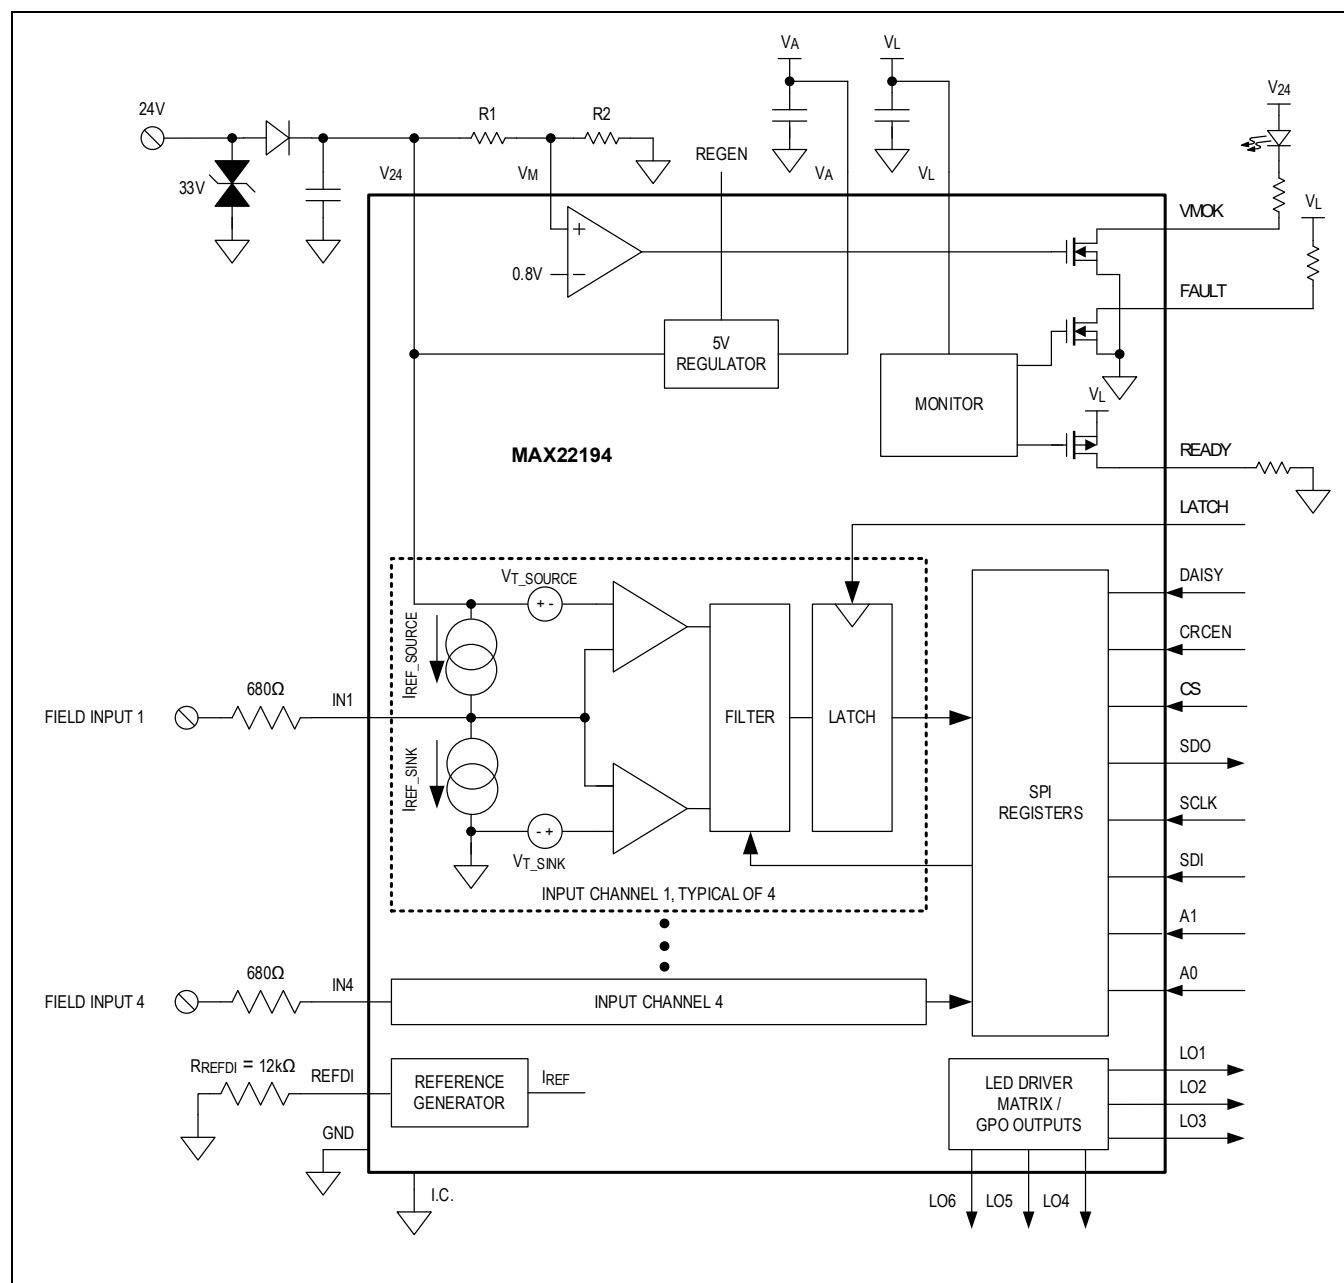 VA
VL
V24
24V
R1
R2
REGEN
33V
V24
VM
VA
VL
VMOK
VL
0.8V
FAULT
5V
REGULATOR
MONITOR
VL
MAX22194
READY
LATCH
VT_SOURCE
DAISY
IREF_SOURCE
CRCEN
680Ω
IN1
CS
FIELD INPUT 1
FILTER
LATCH
SDO
IREF_SINK
SPI
REGISTERS
SCLK
VT_SINK
SDI
INPUT CHANNEL 1, TYPICAL OF 4
A1
680Ω
IN4
A0
FIELD INPUT 4
INPUT CHANNEL 4
RREFDI = 12kΩ
REFDI
REFERENCE
GENERATOR
IREF
LED DRIVER
MATRIX /
GPO OUTPUTS
LO1
LO2
LO3
GND
I.C.
LO6
LO5
LO4